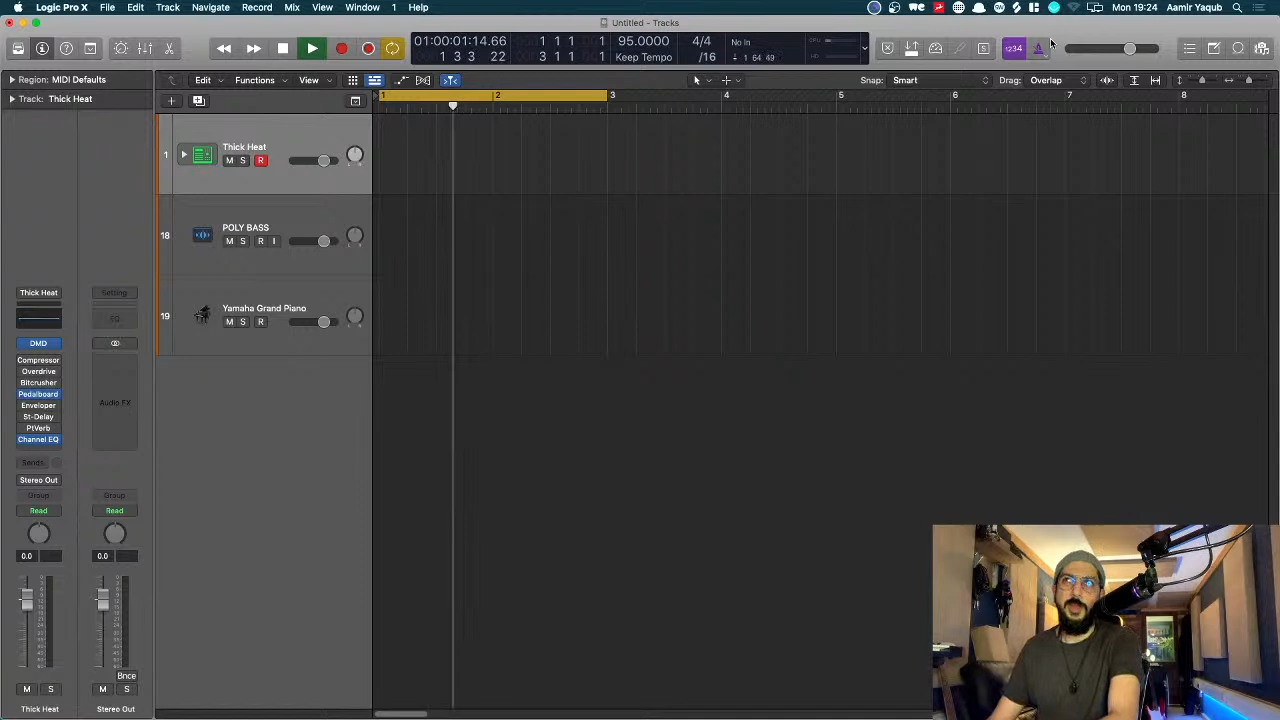 Logic Pro X File Edit Track Navigate Record Mix View Window 1 Help Mon 19:24 Aamir Yaqub
Untitled - Tracks
01:00:01:14.66 1 1 1 95.0000 4/4 No In CPU
1 3 3 22 3 1 1 Keep Tempo /16 1 64 49 HD
1234
Region: MIDI Defaults Edit Functions View Snap: Smart Drag: Overlap
Track: Thick Heat 1 2 3 4 5 6 7 8
1 Thick Heat
M S R
18 POLY BASS
M S R I
19 Yamaha Grand Piano
M S R
Thick Heat Setting
EQ
DMD
Compressor
Overdrive
Bitcrusher
Pedalboard
Enveloper
St-Delay
PtVerb
Channel EQ
Audio FX
Sends
Stereo Out
Group Group
Read Read
0.0 0.0
Bnce
M S M S
Thick Heat Stereo Out